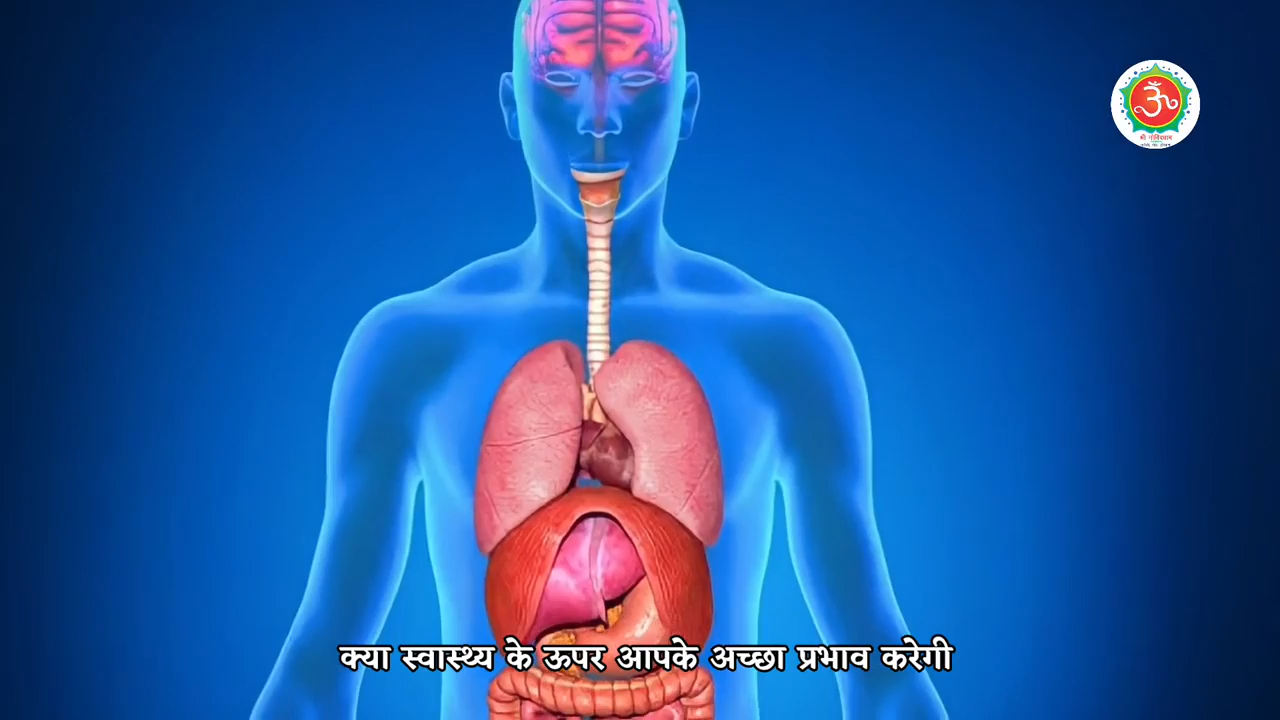 ॐ
क्या स्वास्थ्य के ऊपर आपके अच्छा प्रभाव करेगी